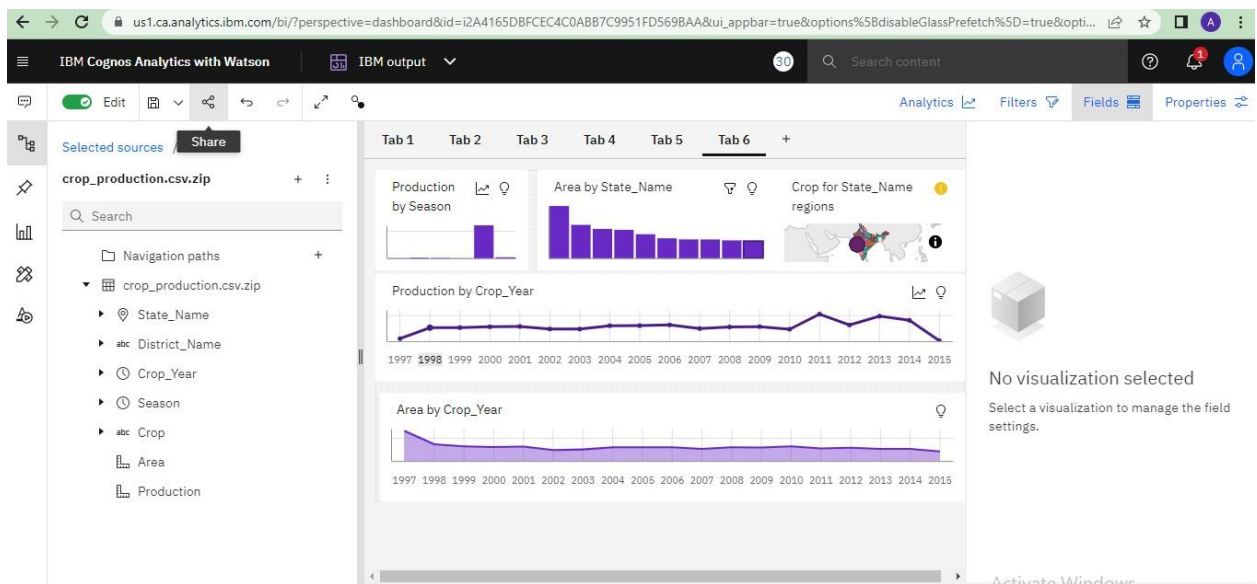 us1.ca.analytics.ibm.com/bi/?perspective=dashboard&id=i2A4165DBFCEC4C0ABB7C9951FD569BAA&ui_appbar=true&options%5BdisableGlassPrefetch%5D=true&opti...
A
IBM Cognos Analytics with Watson
IBM output
30
Search content
1
Edit
Analytics
Filters
Fields
Properties
Share
Selected sources /
Tab 1 Tab 2 Tab 3 Tab 4 Tab 5 Tab 6 +
crop_production.csv.zip
Search
Navigation paths
crop_production.csv.zip
State_Name
abc District_Name
Crop_Year
Season
abc Crop
Area
Production
Production
by Season
Area by State_Name
Crop for State_Name
regions
Production by Crop_Year
1997 1998 1999 2000 2001 2002 2003 2004 2005 2006 2007 2008 2009 2010 2011 2012 2013 2014 2015
Area by Crop_Year
1997 1998 1999 2000 2001 2002 2003 2004 2005 2006 2007 2008 2009 2010 2011 2012 2013 2014 2015
No visualization selected
Select a visualization to manage the field
settings.
Activate Windows